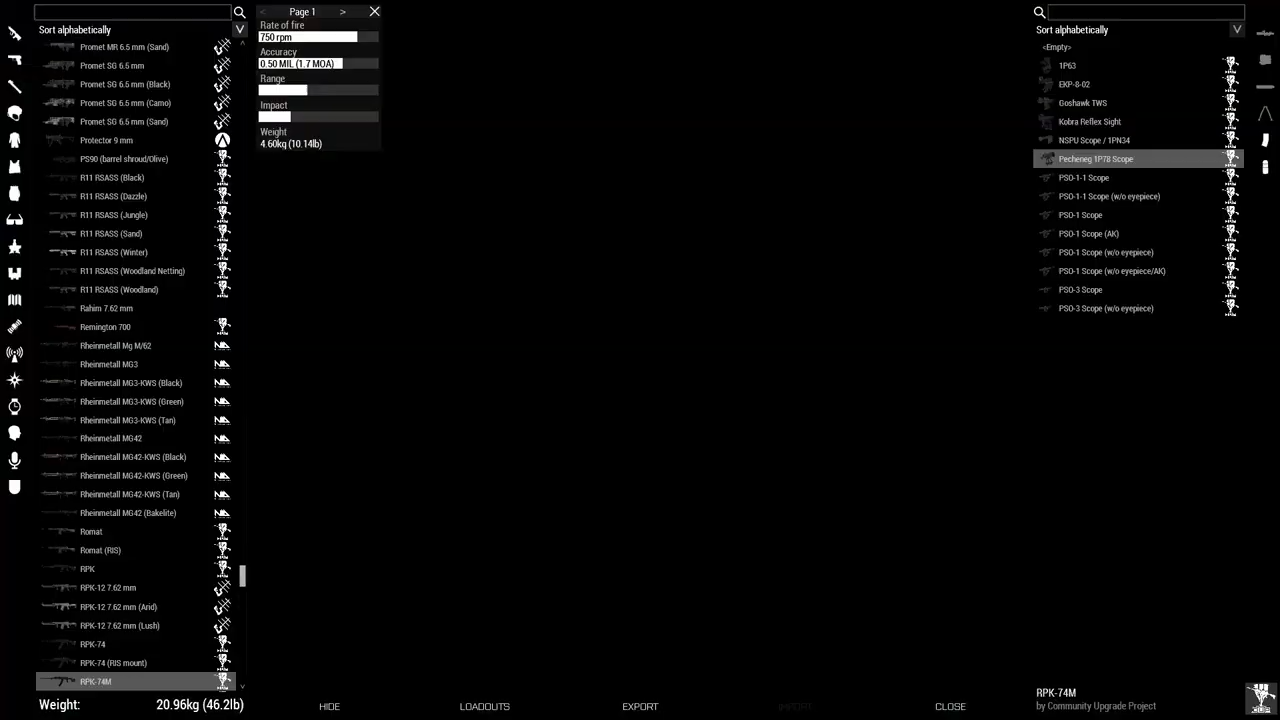 Sort alphabetically
Promet MR 6.5 mm (Sand)
Promet SG 6.5 mm
Promet SG 6.5 mm (Black)
Promet SG 6.5 mm (Camo)
Promet SG 6.5 mm (Sand)
Protector 9 mm
PS90 (barrel shroud/Olive)
R11 RSASS (Black)
R11 RSASS (Dazzle)
R11 RSASS (Jungle)
R11 RSASS (Sand)
R11 RSASS (Winter)
R11 RSASS (Woodland Netting)
R11 RSASS (Woodland)
Rahim 7.62 mm
Remington 700
Rheinmetall Mg M/62
Rheinmetall MG3
Rheinmetall MG3-KWS (Black)
Rheinmetall MG3-KWS (Green)
Rheinmetall MG3-KWS (Tan)
Rheinmetall MG42
Rheinmetall MG42-KWS (Black)
Rheinmetall MG42-KWS (Green)
Rheinmetall MG42-KWS (Tan)
Rheinmetall MG42 (Bakelite)
Romat
Romat (RIS)
RPK
RPK-12 7.62 mm
RPK-12 7.62 mm (Arid)
RPK-12 7.62 mm (Lush)
RPK-74
RPK-74 (RIS mount)
RPK-74M
Weight: 20.96kg (46.2lb)
< Page 1 >
Rate of fire
750 rpm
Accuracy
0.50 MIL (1.7 MOA)
Range
Impact
Weight
4.60kg (10.14lb)
Sort alphabetically
<Empty>
1P63
EKP-8-02
Goshawk TWS
Kobra Reflex Sight
NSPU Scope / 1PN34
Pecheneg 1P78 Scope
PSO-1-1 Scope
PSO-1-1 Scope (w/o eyepiece)
PSO-1 Scope
PSO-1 Scope (AK)
PSO-1 Scope (w/o eyepiece)
PSO-1 Scope (w/o eyepiece/AK)
PSO-3 Scope
PSO-3 Scope (w/o eyepiece)
RPK-74M
by Community Upgrade Project
HIDE
LOADOUTS
EXPORT
IMPORT
CLOSE